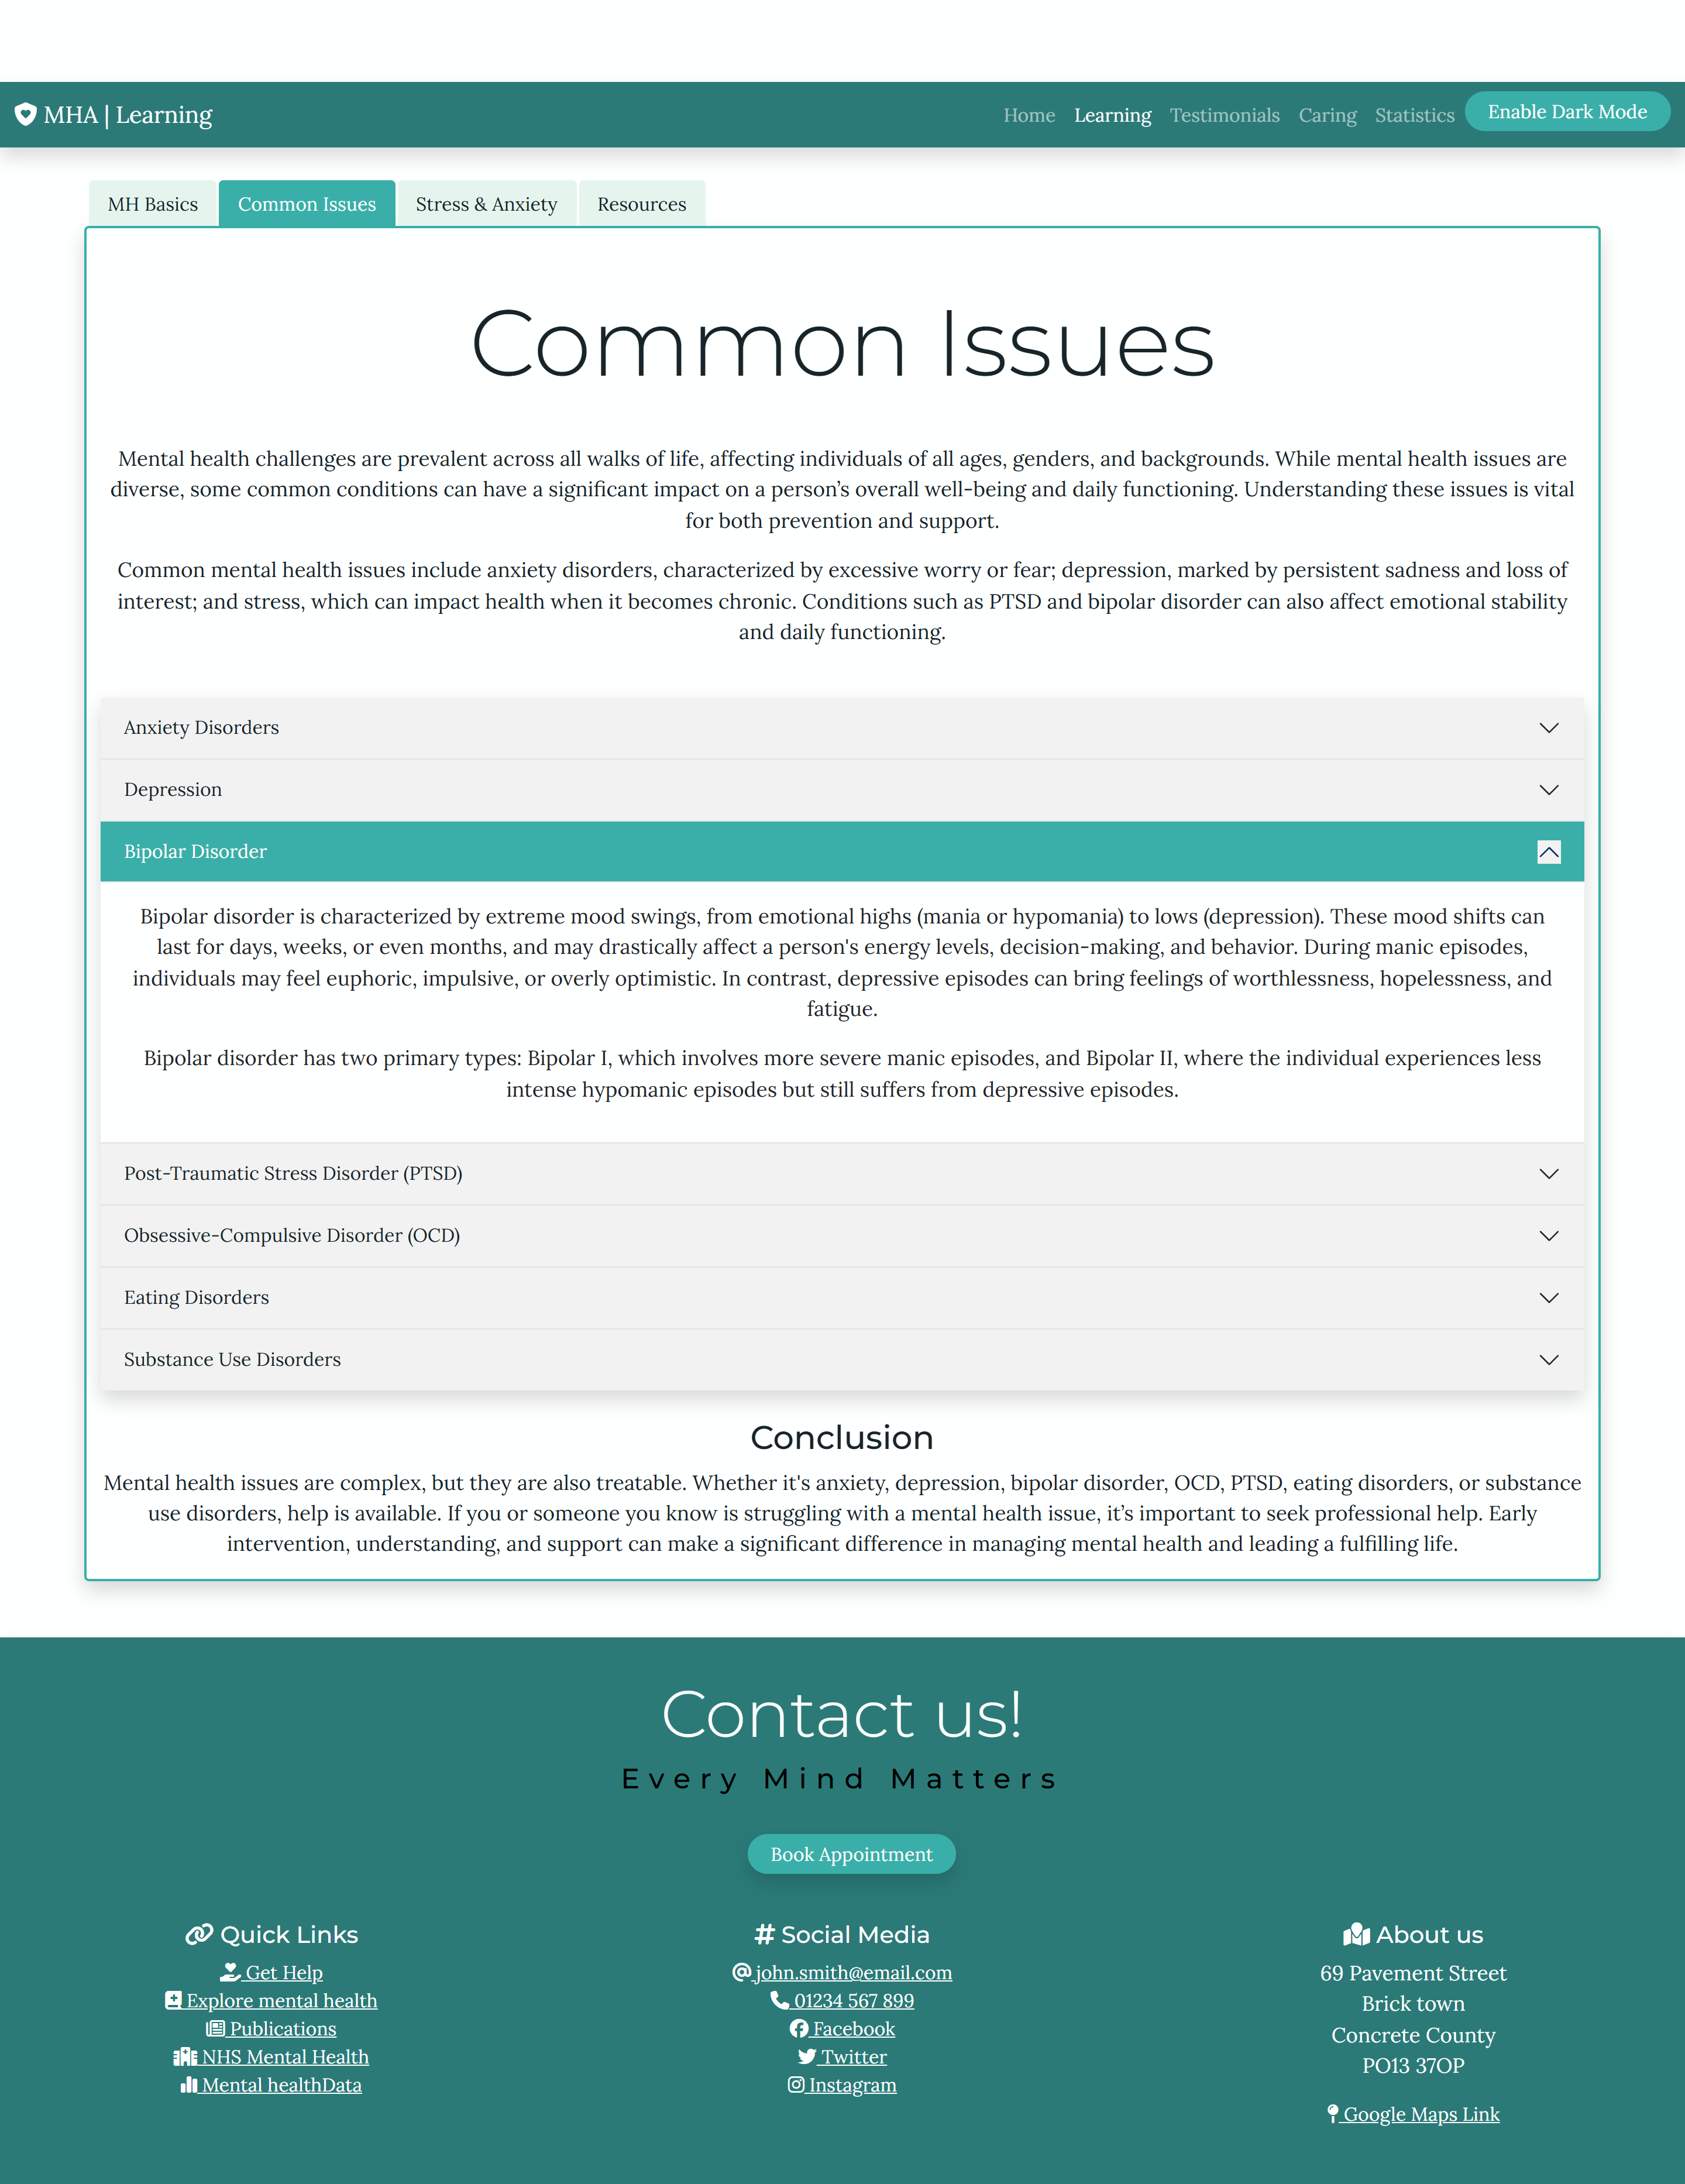 MHA | Learning
Home Learning Testimonials Caring Statistics Enable Dark Mode
MH Basics Common Issues Stress & Anxiety Resources
Common Issues
Mental health challenges are prevalent across all walks of life, affecting individuals of all ages, genders, and backgrounds. While mental health issues are
diverse, some common conditions can have a significant impact on a person’s overall well-being and daily functioning. Understanding these issues is vital
for both prevention and support.
Common mental health issues include anxiety disorders, characterized by excessive worry or fear; depression, marked by persistent sadness and loss of
interest; and stress, which can impact health when it becomes chronic. Conditions such as PTSD and bipolar disorder can also affect emotional stability
and daily functioning.
Anxiety Disorders
Depression
Bipolar Disorder
Bipolar disorder is characterized by extreme mood swings, from emotional highs (mania or hypomania) to lows (depression). These mood shifts can
last for days, weeks, or even months, and may drastically affect a person's energy levels, decision-making, and behavior. During manic episodes,
individuals may feel euphoric, impulsive, or overly optimistic. In contrast, depressive episodes can bring feelings of worthlessness, hopelessness, and
fatigue.
Bipolar disorder has two primary types: Bipolar I, which involves more severe manic episodes, and Bipolar II, where the individual experiences less
intense hypomanic episodes but still suffers from depressive episodes.
Post-Traumatic Stress Disorder (PTSD)
Obsessive-Compulsive Disorder (OCD)
Eating Disorders
Substance Use Disorders
Conclusion
Mental health issues are complex, but they are also treatable. Whether it's anxiety, depression, bipolar disorder, OCD, PTSD, eating disorders, or substance
use disorders, help is available. If you or someone you know is struggling with a mental health issue, it’s important to seek professional help. Early
intervention, understanding, and support can make a significant difference in managing mental health and leading a fulfilling life.
Contact us!
Every Mind Matters
Book Appointment
Quick Links
Get Help
Explore mental health
Publications
NHS Mental Health
Mental healthData
# Social Media
@ john.smith@email.com
01234 567 899
Facebook
Twitter
Instagram
About us
69 Pavement Street
Brick town
Concrete County
PO13 37OP
Google Maps Link